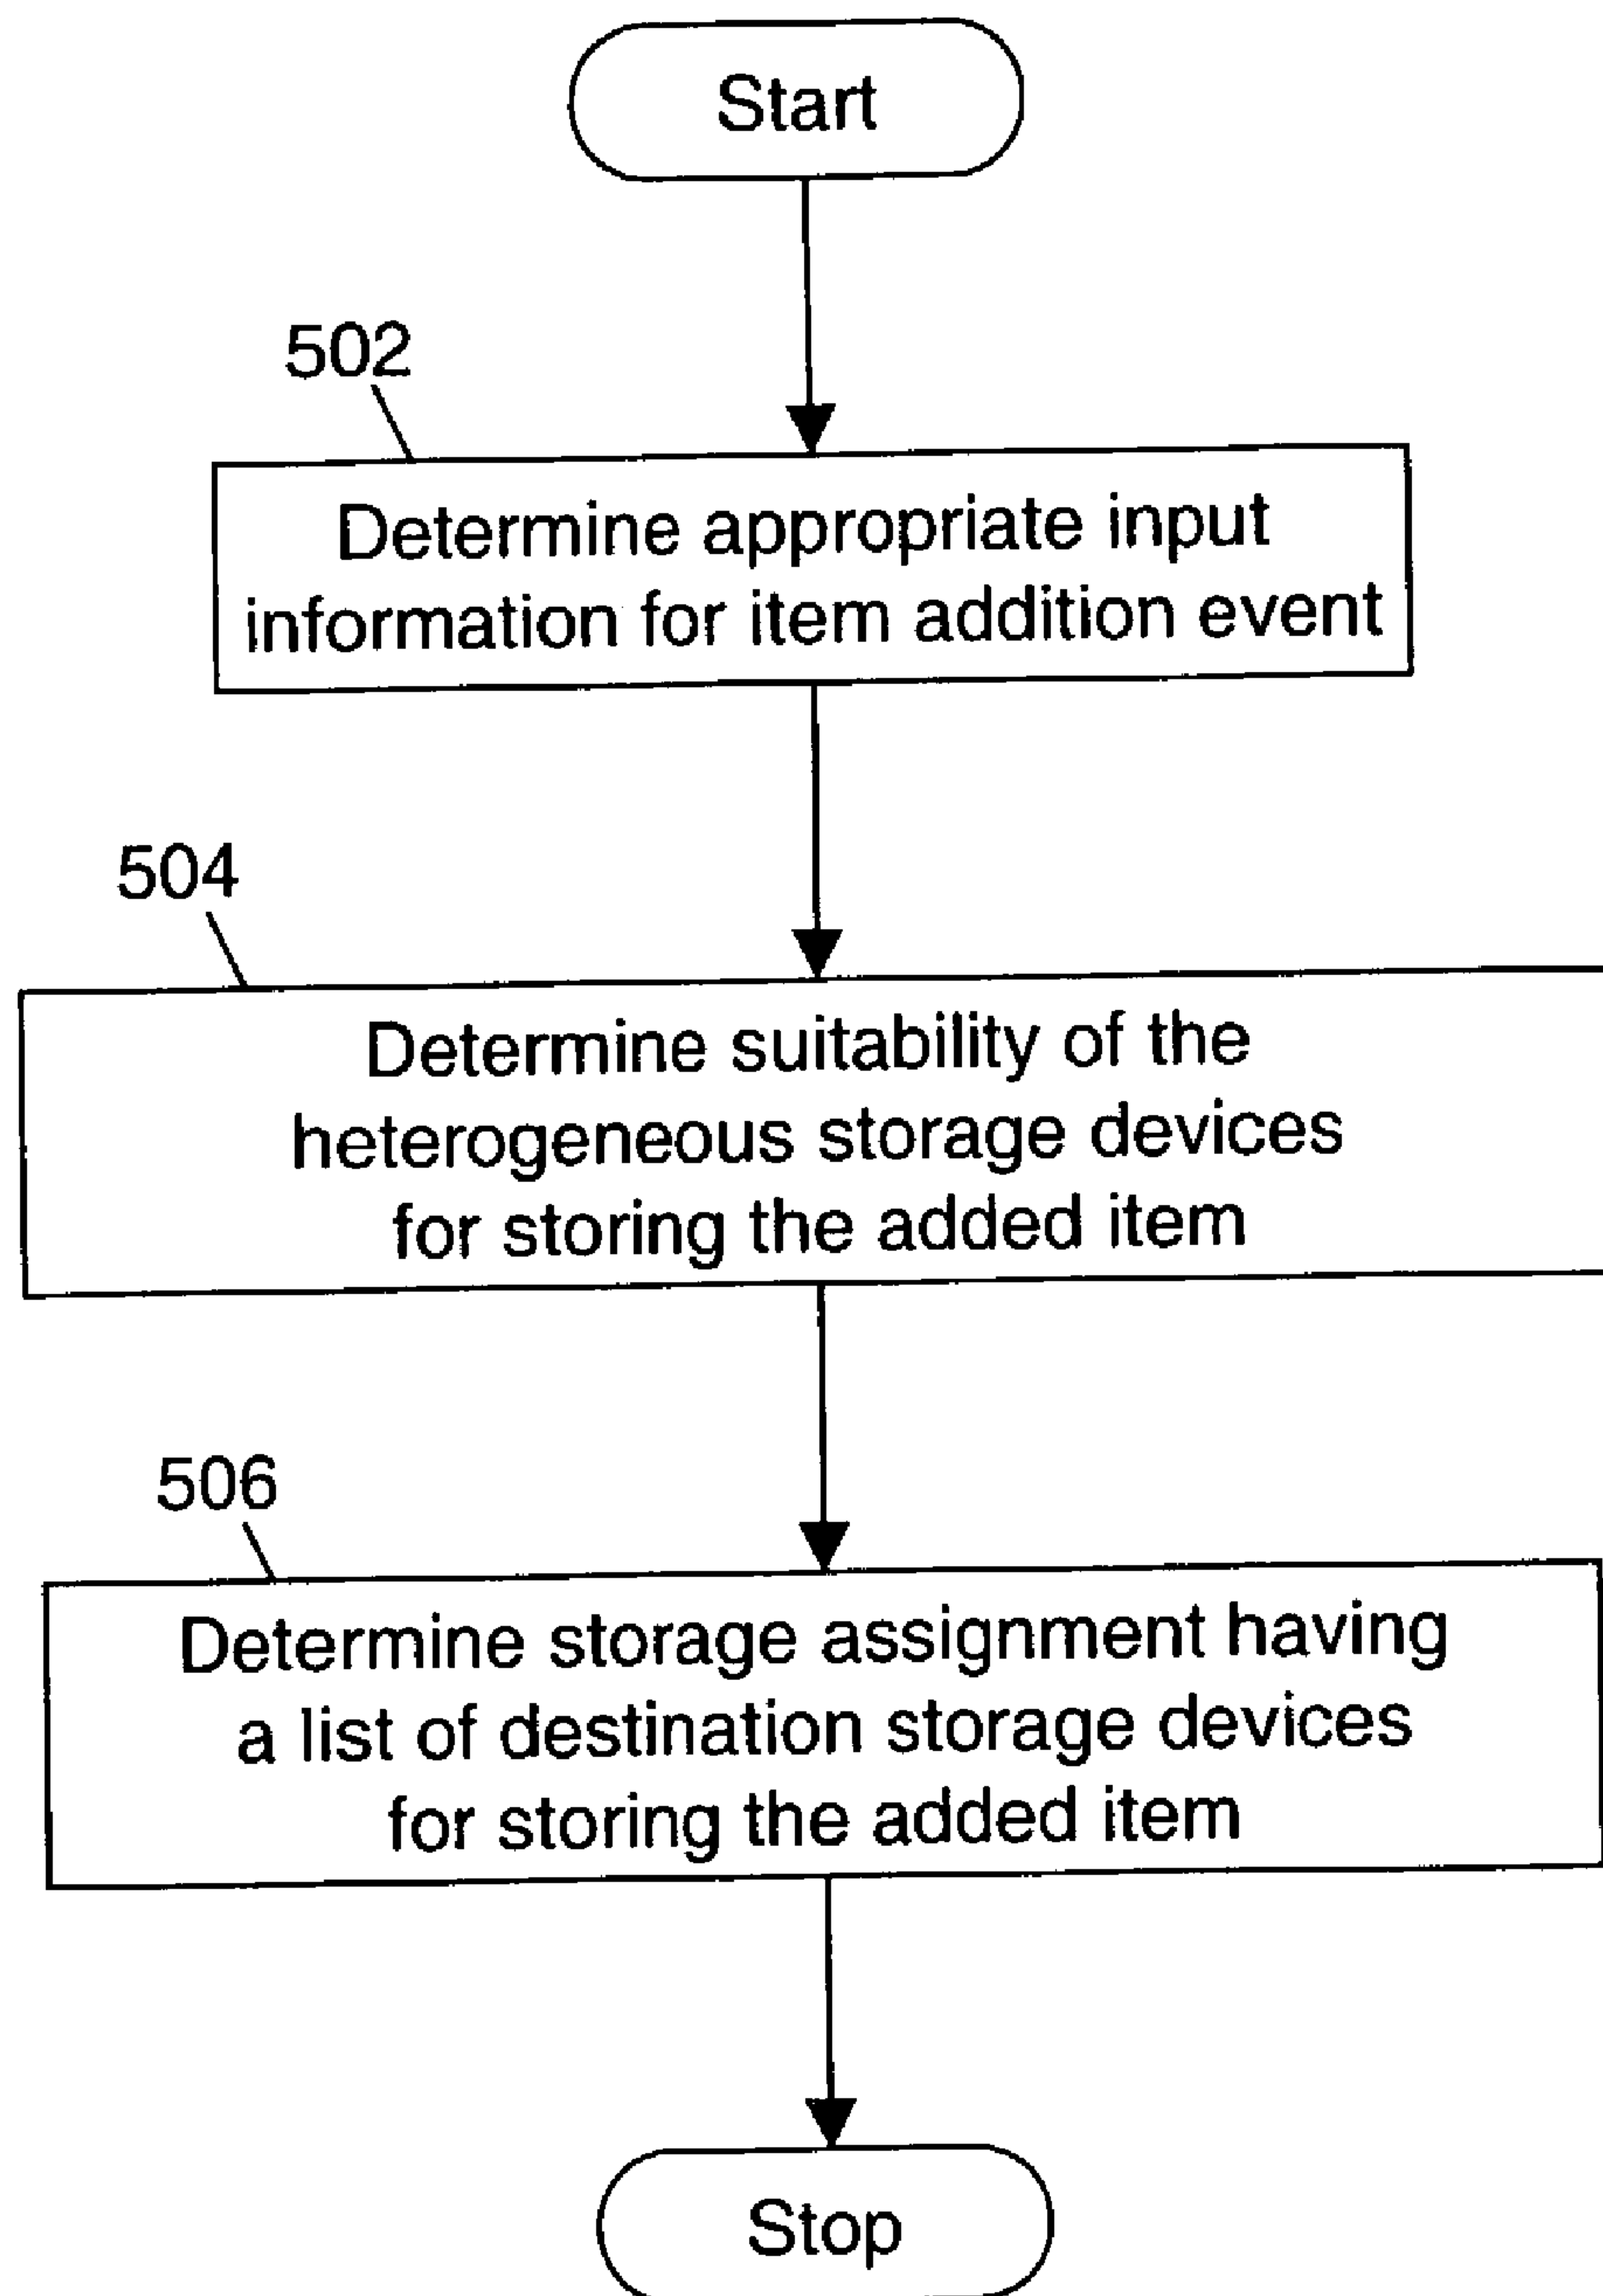 Start
502
Determine appropriate input
information for item addition event
504
Determine suitability of the
heterogeneous storage devices
for storing the added item
506
Determine storage assignment having
a list of destination storage devices
for storing the added item
Stop